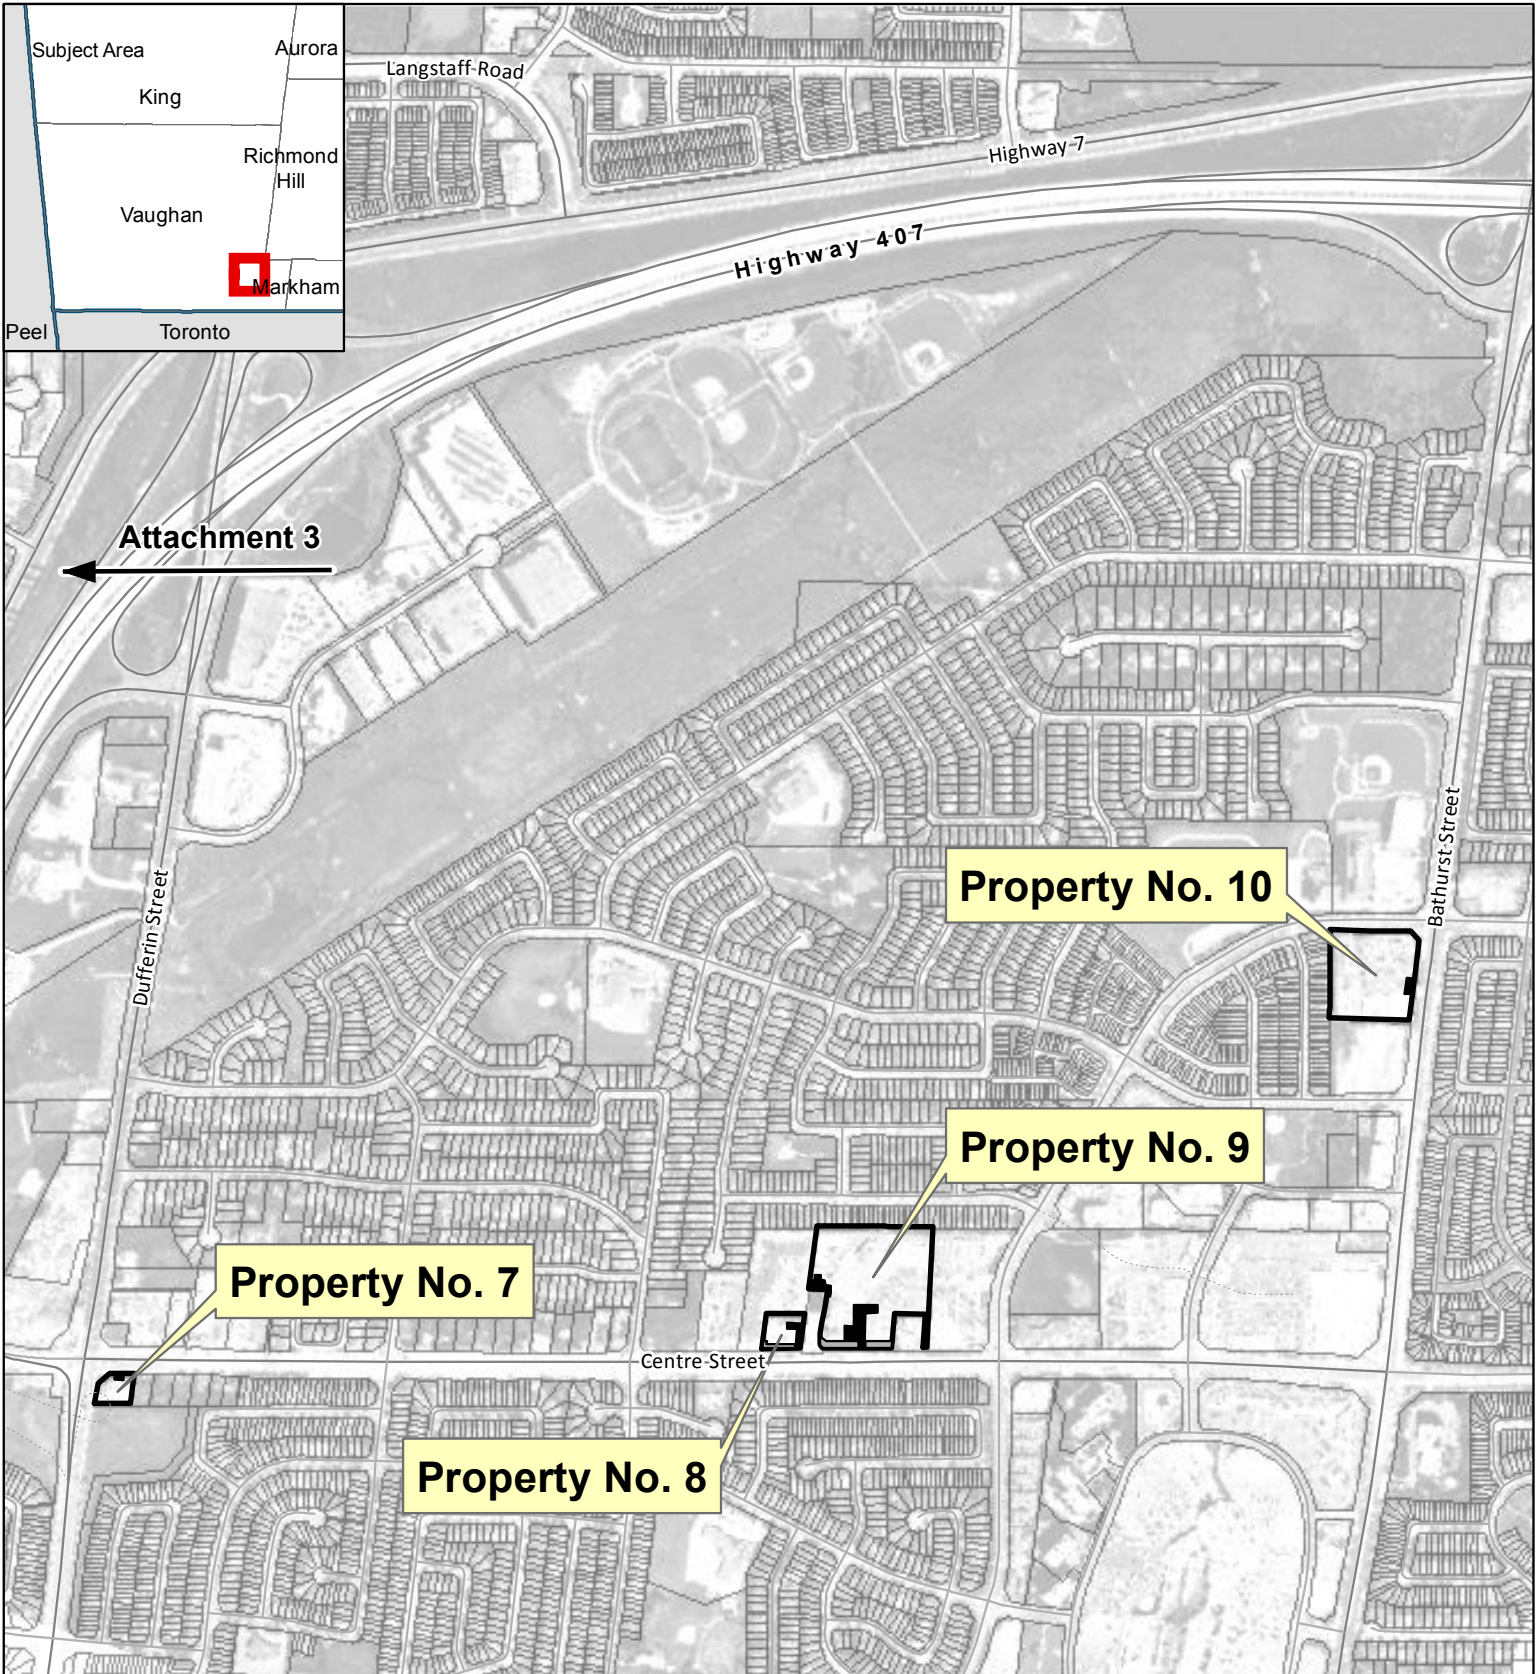 Subject Area
Aurora
King
Richmond
Hill
Vaughan
Markham
Peel
Toronto
Langstaff Road
Highway 7
Highway 407
Attachment 3
Dufferin Street
Bathurst Street
Property No. 10
Property No. 9
Property No. 7
Centre Street
Property No. 8